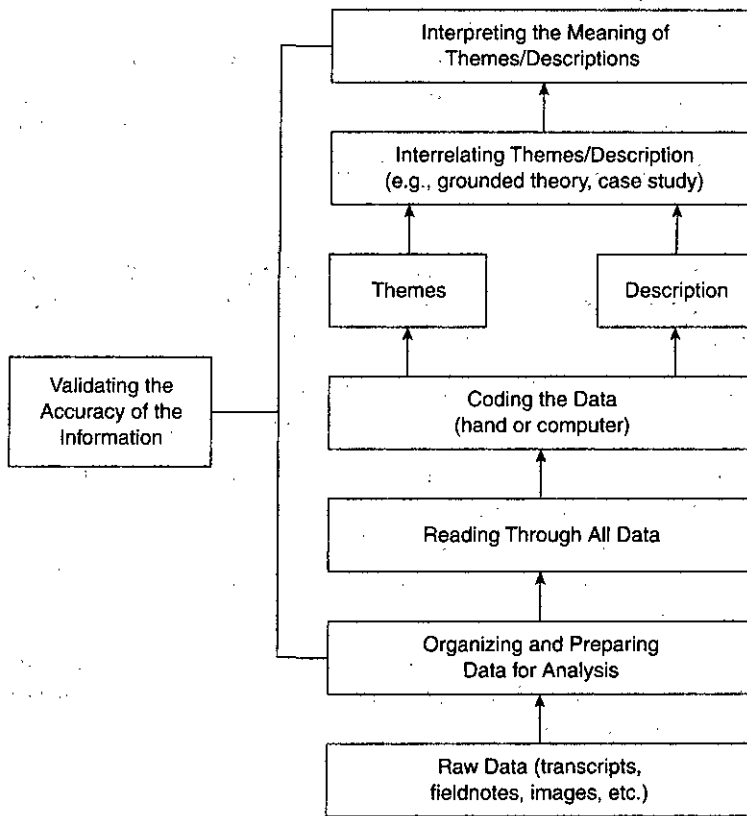 Interpreting the Meaning of
Themes/Descriptions
Interrelating Themes/Description
(e.g., grounded theory, case study)
Themes
Description
Validating the
Accuracy of the
Information
Coding the Data
(hand or computer)
Reading Through All Data
Organizing and Preparing
Data for Analysis
Raw Data (transcripts,
fieldnotes, images, etc.)